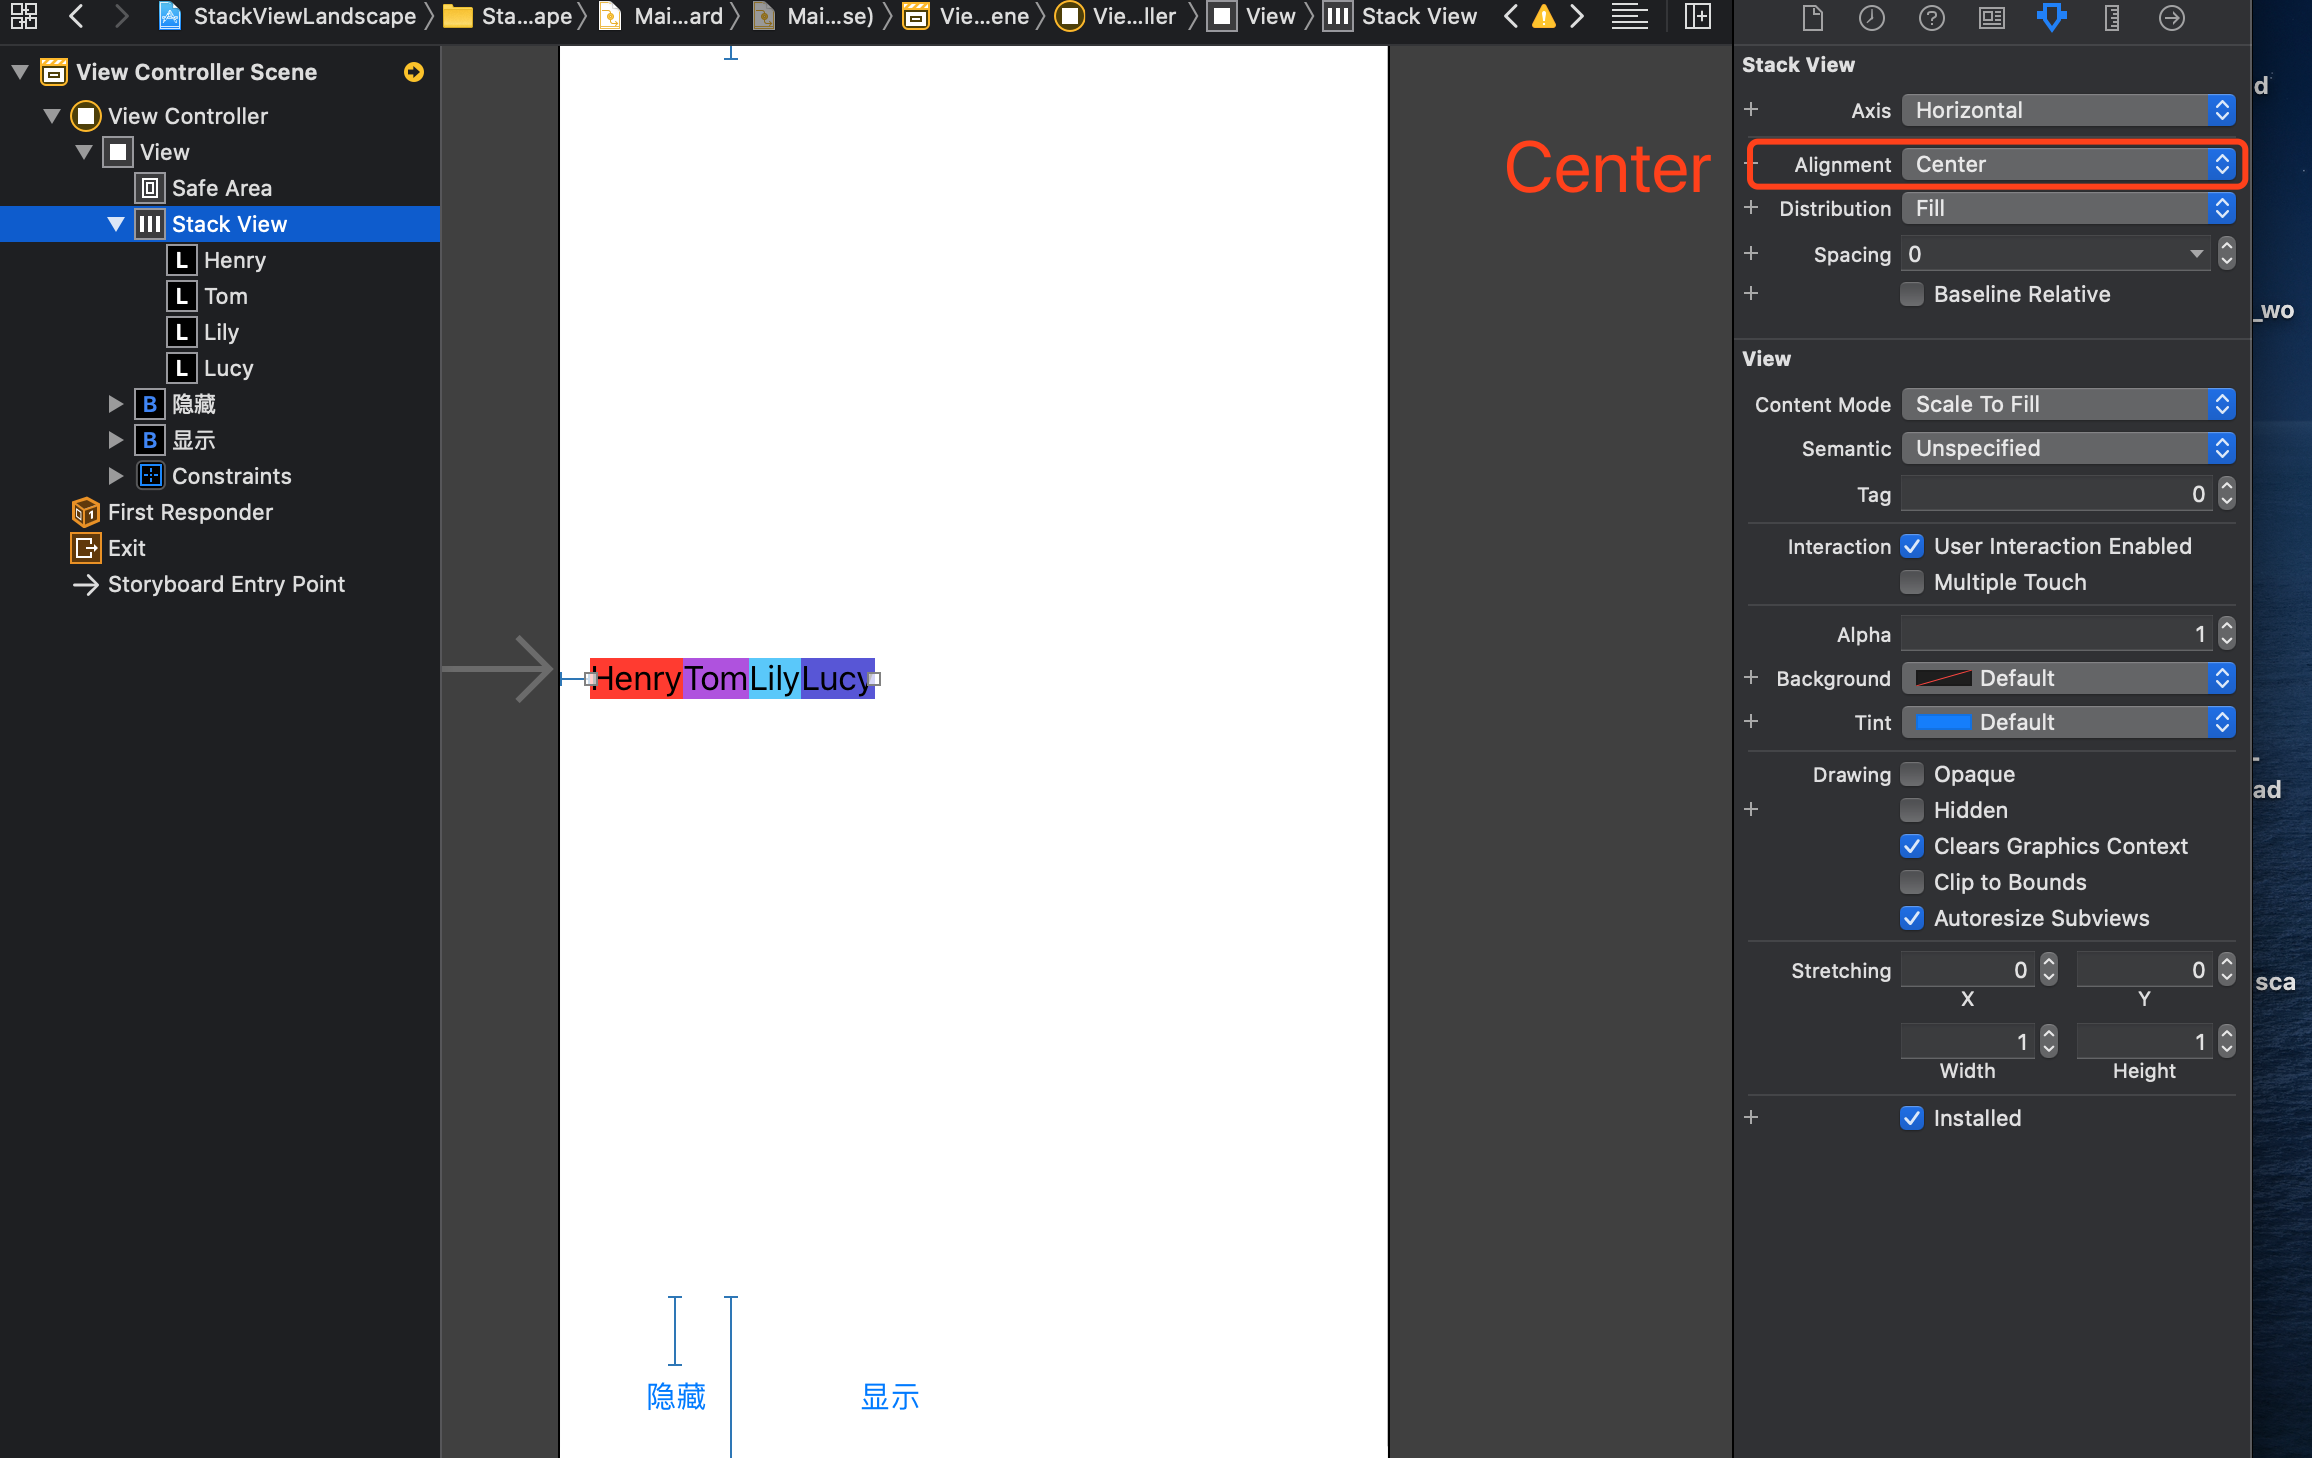 StackViewLandscape
Sta...ape
Mai...ard
Mai...se)
Vie...ene
Vie...ller
View
Stack View
View Controller Scene
View Controller
View
Safe Area
Stack View
L Henry
L Tom
L Lily
L Lucy
B 隐藏
B 显示
Constraints
First Responder
Exit
Storyboard Entry Point
HenryTomLilyLucy
隐藏
显示
Center
Stack View
Axis Horizontal
Alignment Center
Distribution Fill
Spacing 0
Baseline Relative
View
Content Mode Scale To Fill
Semantic Unspecified
Tag 0
Interaction User Interaction Enabled
Multiple Touch
Alpha 1
Background Default
Tint Default
Drawing Opaque
Hidden
Clears Graphics Context
Clip to Bounds
Autoresize Subviews
Stretching 0 0
X Y
1 1
Width Height
Installed
d
_wo
-
ad
sca